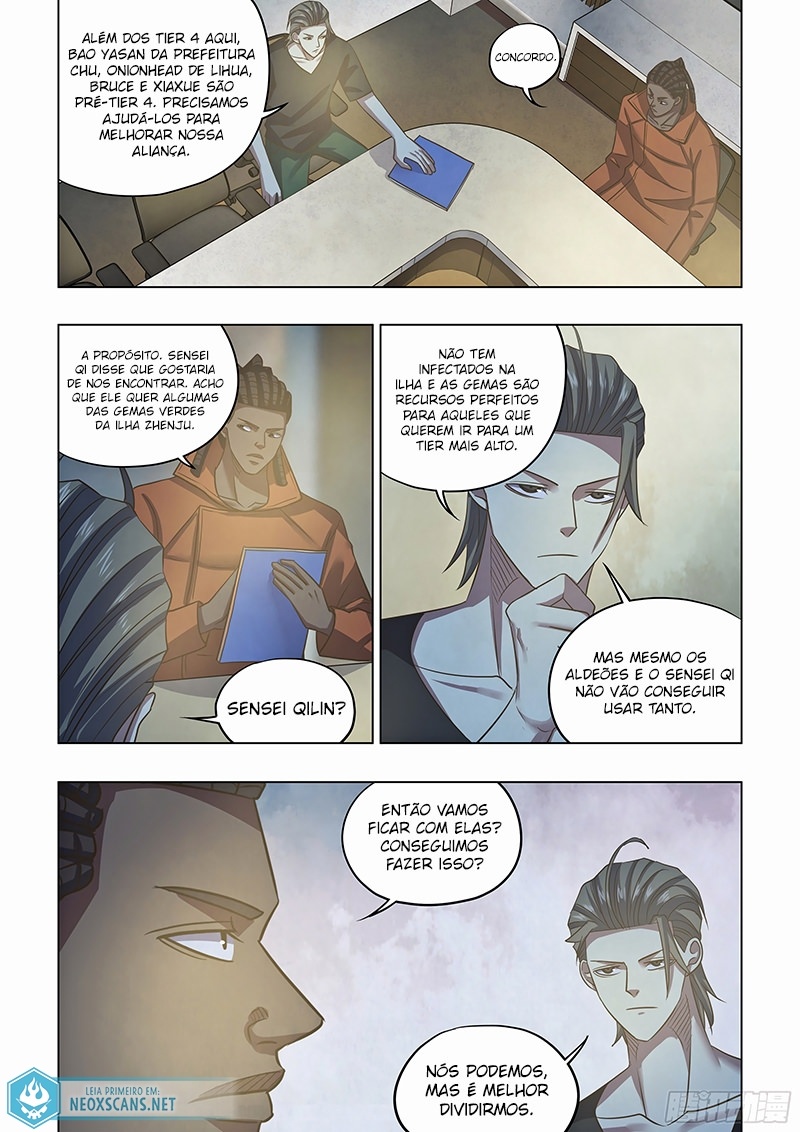 ALÉM DOS TIER 4 AQUI,
BAO YASAN DA PREFEITURA
CHU, ONIONHEAD DE LIHUA,
BRUCE E XIAXUE SÃO
PRÉ-TIER 4. PRECISAMOS
AJUDÁ-LOS PARA
MELHORAR NOSSA
ALIANÇA.
CONCORDO.
A PROPÓSITO. SENSEI
QI DISSE QUE GOSTARIA
DE NOS ENCONTRAR. ACHO
QUE ELE QUER ALGUMAS
DAS GEMAS VERDES
DA ILHA ZHENJU.
SENSEI QILIN?
NÃO TEM
INFECTADOS NA
ILHA E AS GEMAS SÃO
RECURSOS PERFEITOS
PARA AQUELES QUE
QUEREM IR PARA UM
TIER MAIS ALTO.
MAS MESMO OS
ALDEÕES E O SENSEI QI
NÃO VÃO CONSEGUIR
USAR TANTO.
ENTÃO VAMOS
FICAR COM ELAS?
CONSEGUIMOS
FAZER ISSO?
NÓS PODEMOS,
MAS É MELHOR
DIVIDIRMOS.
LEIA PRIMEIRO EM:
NEOXSCANS.NET
腾讯动漫